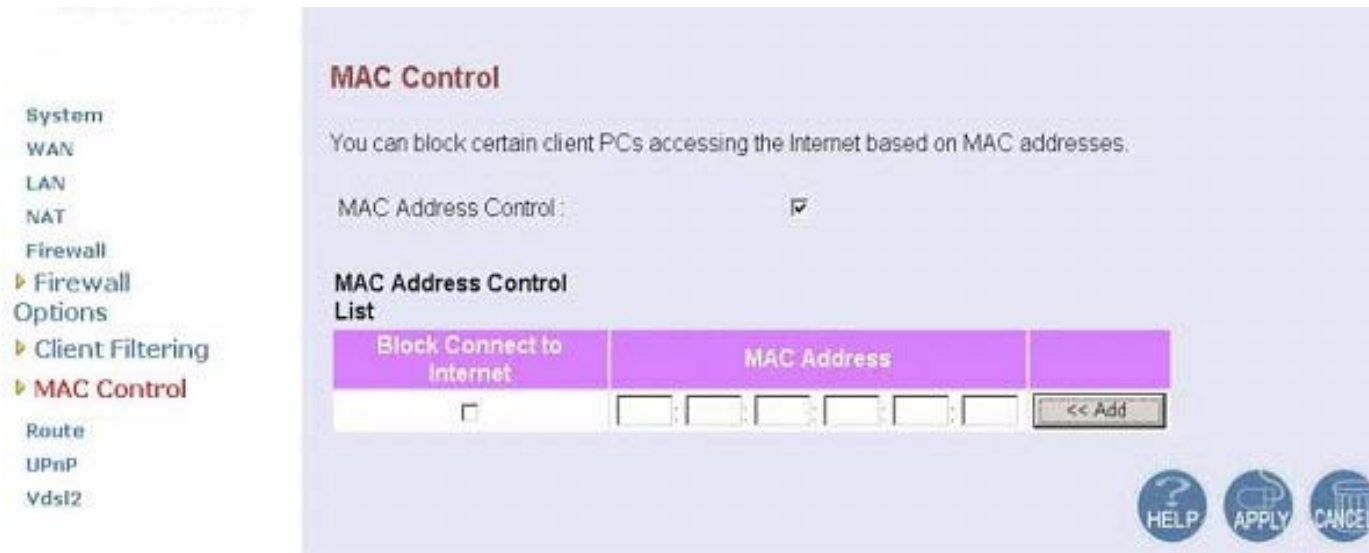 MAC Control
You can block certain client PCs accessing the Internet based on MAC addresses.
MAC Address Control :
MAC Address Control
List
Block Connect to
Internet
MAC Address
: : : : :
<< Add
System
WAN
LAN
NAT
Firewall
Firewall
Options
Client Filtering
MAC Control
Route
UPnP
Vdsl2
HELP
APPLY
CANCEL